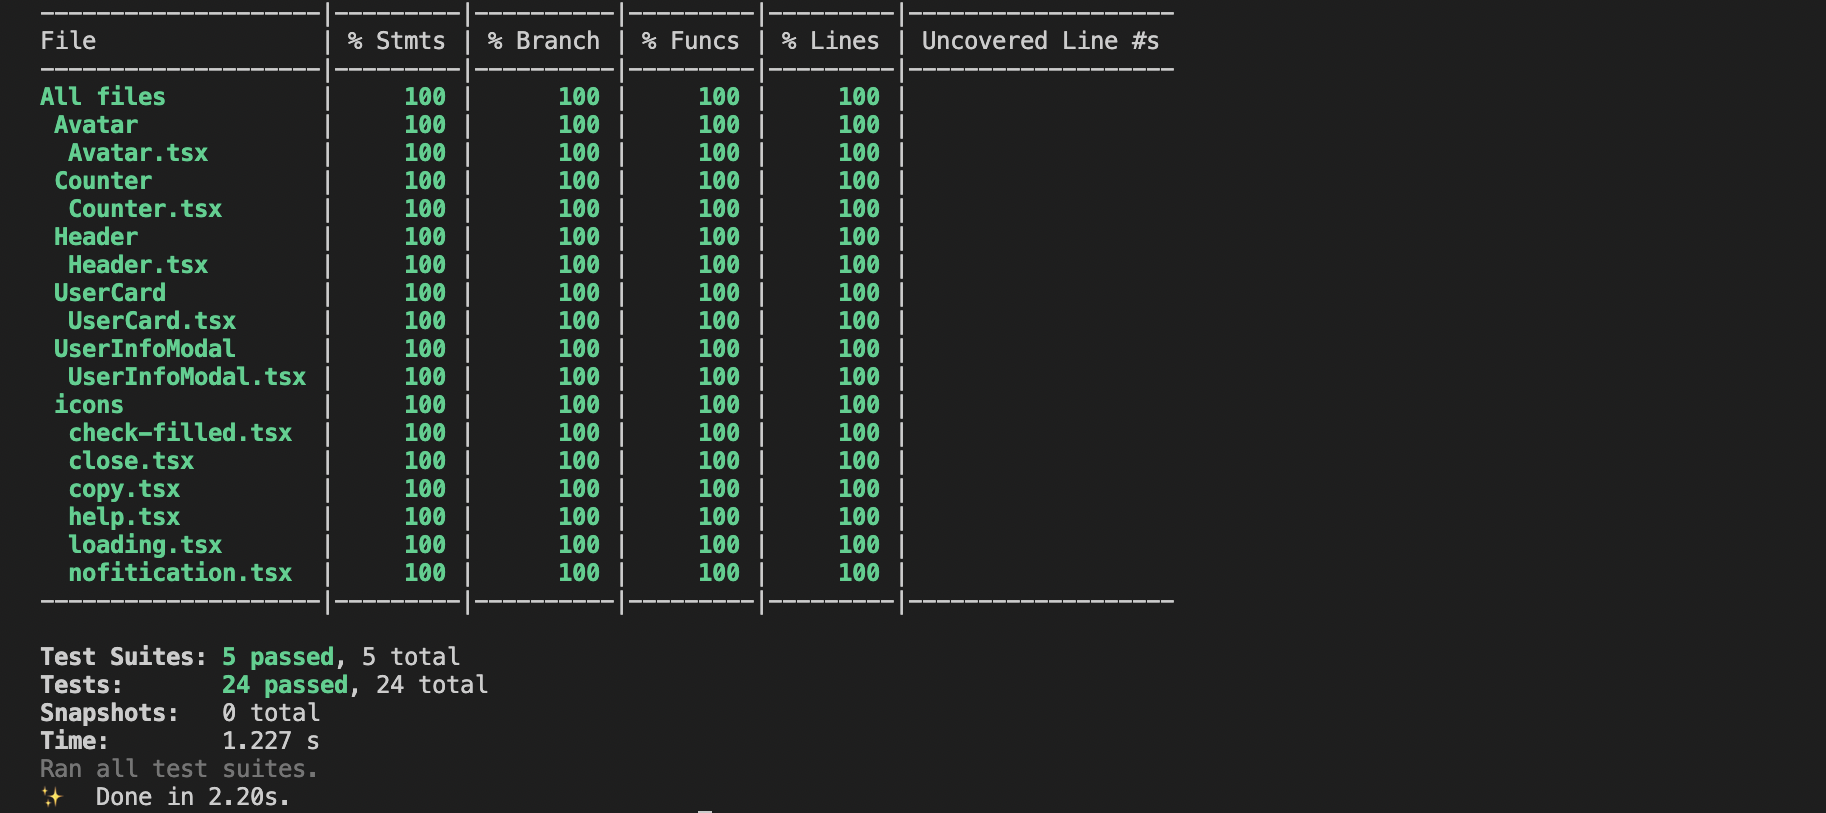 ---------------------|---------|----------|---------|---------|-------------------
File                 | % Stmts | % Branch | % Funcs | % Lines | Uncovered Line #s
---------------------|---------|----------|---------|---------|-------------------
All files            |     100 |      100 |     100 |     100 |
 Avatar              |     100 |      100 |     100 |     100 |
  Avatar.tsx         |     100 |      100 |     100 |     100 |
 Counter             |     100 |      100 |     100 |     100 |
  Counter.tsx        |     100 |      100 |     100 |     100 |
 Header              |     100 |      100 |     100 |     100 |
  Header.tsx         |     100 |      100 |     100 |     100 |
 UserCard            |     100 |      100 |     100 |     100 |
  UserCard.tsx       |     100 |      100 |     100 |     100 |
 UserInfoModal       |     100 |      100 |     100 |     100 |
  UserInfoModal.tsx  |     100 |      100 |     100 |     100 |
 icons               |     100 |      100 |     100 |     100 |
  check-filled.tsx   |     100 |      100 |     100 |     100 |
  close.tsx          |     100 |      100 |     100 |     100 |
  copy.tsx           |     100 |      100 |     100 |     100 |
  help.tsx           |     100 |      100 |     100 |     100 |
  loading.tsx        |     100 |      100 |     100 |     100 |
  nofitication.tsx   |     100 |      100 |     100 |     100 |
---------------------|---------|----------|---------|---------|-------------------
Test Suites: 5 passed, 5 total
Tests:       24 passed, 24 total
Snapshots:   0 total
Time:        1.227 s
Ran all test suites.
✨  Done in 2.20s.